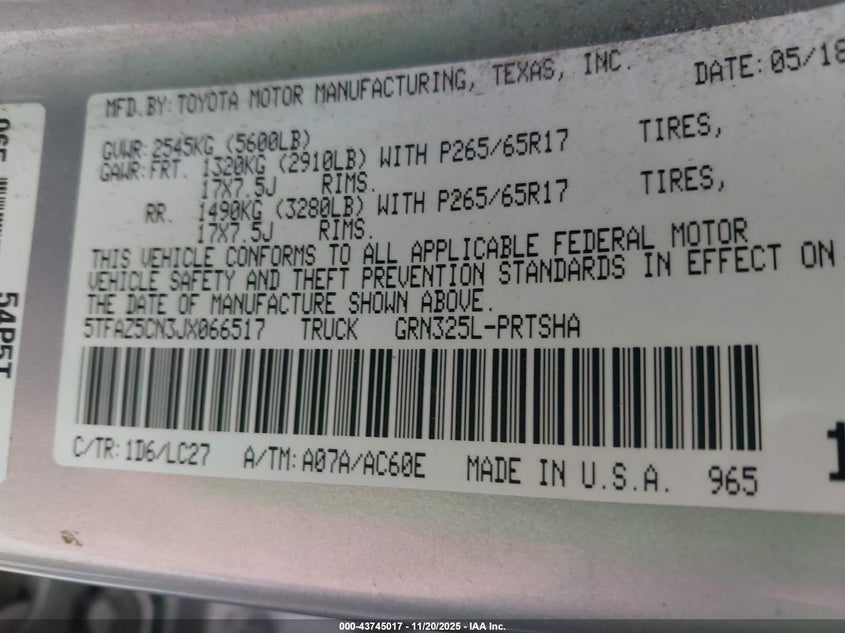 MFD.BY: TOYOTA MOTOR MANUFACTURING, TEXAS, INC. DATE: 05/18
GVWR: 2545KG (5600LB)
GAWR: FRT. 1320KG (2910LB) WITH P265/65R17 TIRES,
17X7.5J RIMS.
RR. 1490KG (3280LB) WITH P265/65R17 TIRES,
17X7.5J RIMS.
THIS VEHICLE CONFORMS TO ALL APPLICABLE FEDERAL MOTOR
VEHICLE SAFETY AND THEFT PREVENTION STANDARDS IN EFFECT ON
THE DATE OF MANUFACTURE SHOWN ABOVE.
5TFAZ5CN3JX066517 TRUCK GRN325L-PRTSHA
C/TR: 1D6/LC27 A/TM: A07A/AC60E MADE IN U.S.A. 965
54P5T
000-43745017 - 11/20/2025 - IAA Inc.